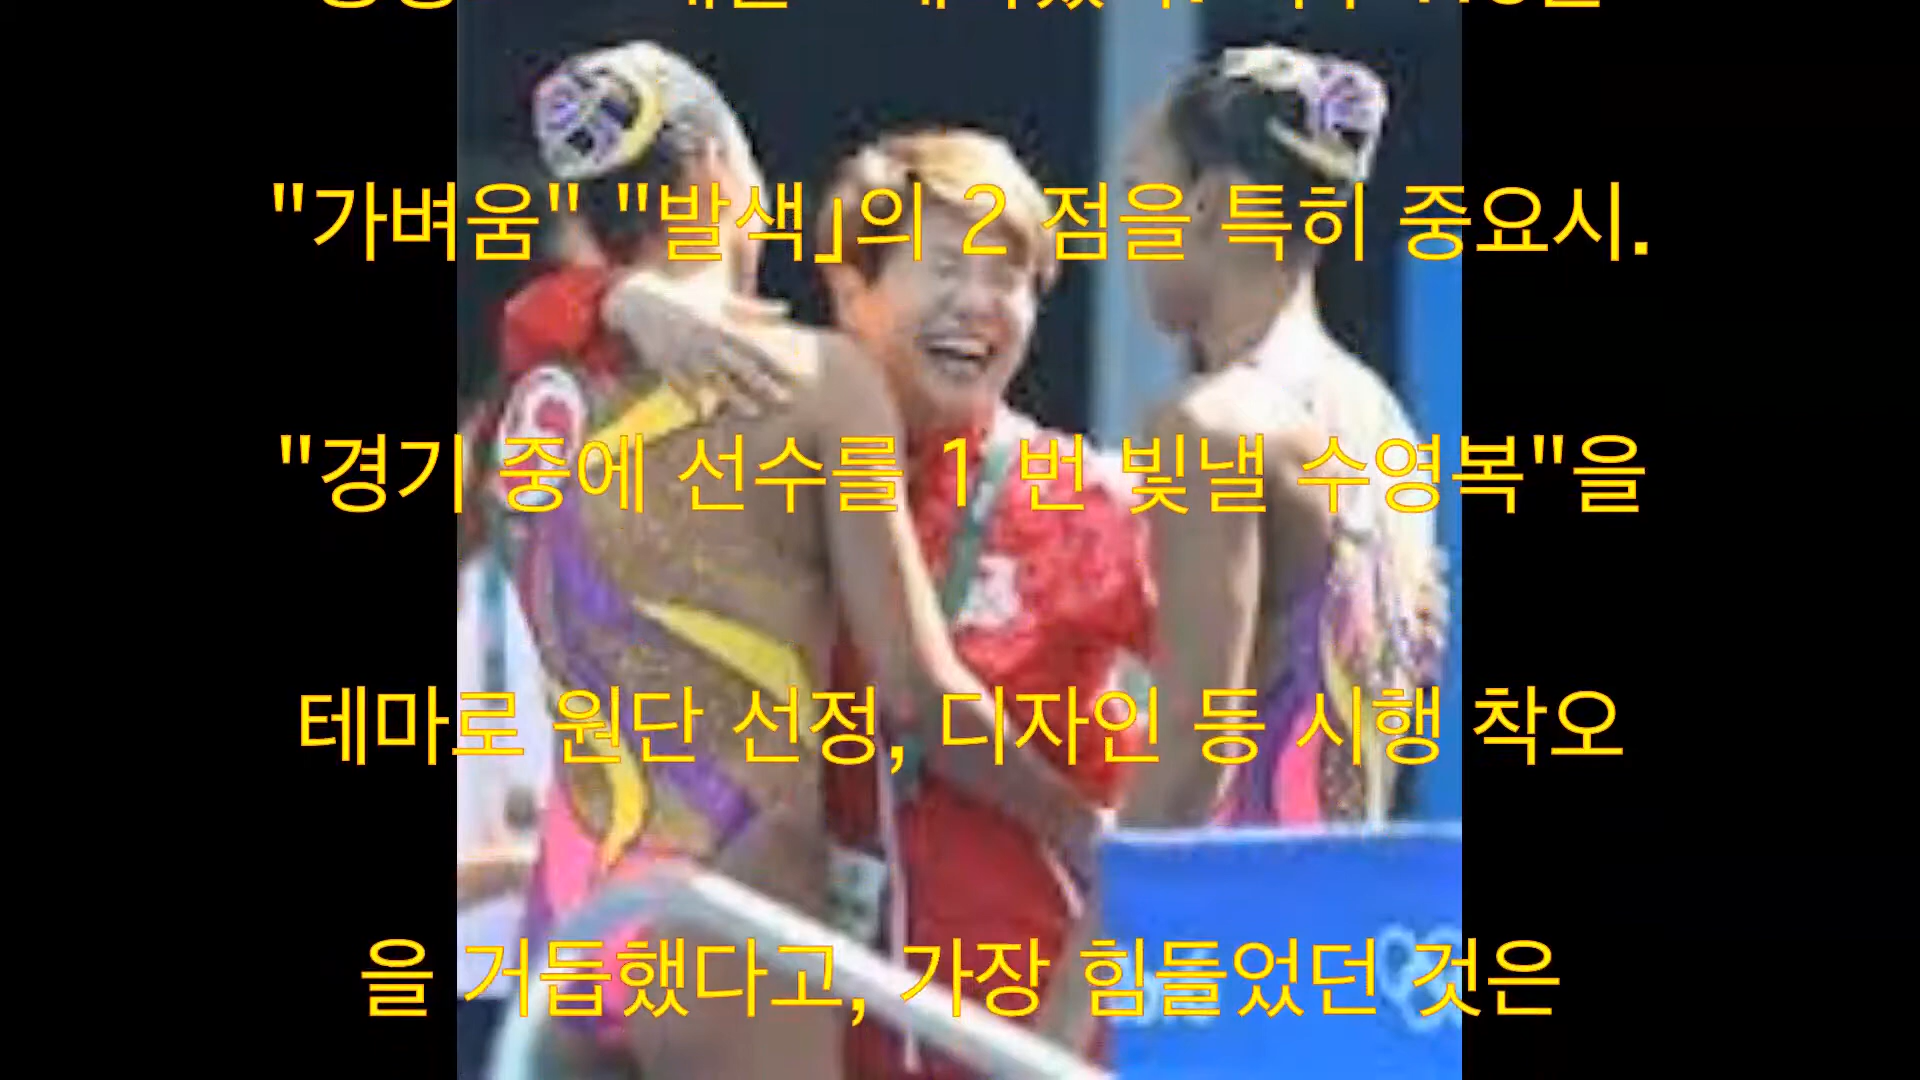 "가벼움" "발색」의 2 점을 특히 중요시.
"경기 중에 선수를 1 번 빛낼 수영복"을
테마로 원단 선정, 디자인 등 시행 착오
을 거듭했다고, 가장 힘들었던 것은